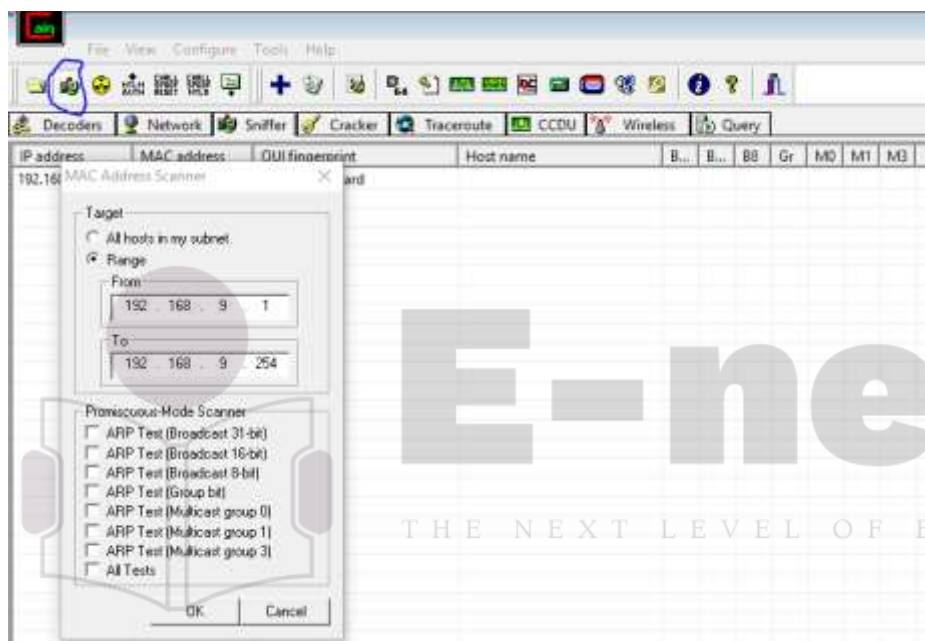 Cain
File View Configure Tools Help
Decoders Network Sniffer Cracker Traceroute CCDU Wireless Query
IP address MAC address OUI fingerprint Host name B... B... B8 Gr M0 M1 M3
192.168 ard
MAC Address Scanner
Target
All hosts in my subnet
Range
From
192 . 168 . 9 . 1
To
192 . 168 . 9 . 254
Promiscuous-Mode Scanner
ARP Test (Broadcast 31-bit)
ARP Test (Broadcast 16-bit)
ARP Test (Broadcast 8-bit)
ARP Test (Group bit)
ARP Test (Multicast group 0)
ARP Test (Multicast group 1)
ARP Test (Multicast group 3)
All Tests
OK Cancel
E-ne
THE NEXT LEVEL OF E